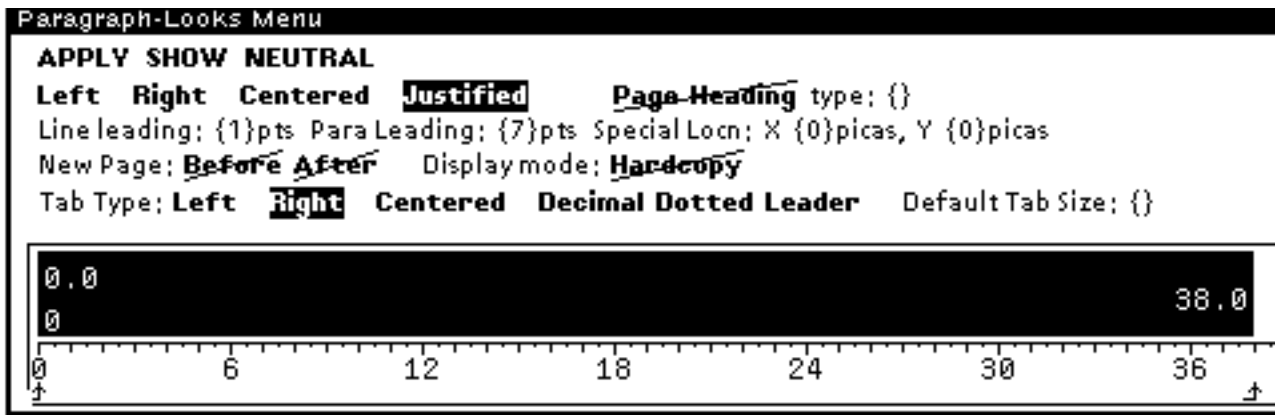 Paragraph-Looks Menu
APPLY SHOW NEUTRAL
Left Right Centered Justified Page Heading type: {}
Line leading: {1}pts Para Leading: {7}pts Special Locn: X {0}picas, Y {0}picas
New Page: Before After Display mode: Hardcopy
Tab Type: Left Right Centered Decimal Dotted Leader Default Tab Size: {}
0.0
38.0
0
0 6 12 18 24 30 36